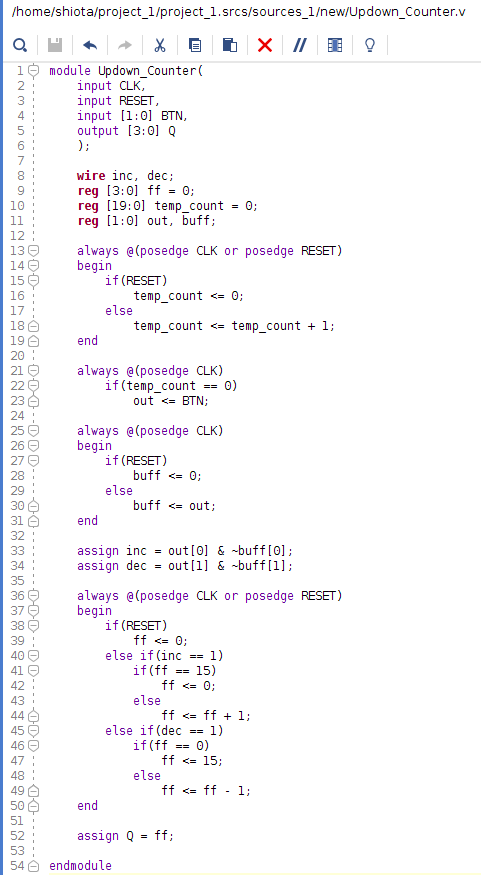 /home/shiota/project_1/project_1.srcs/sources_1/new/Updown_Counter.v
1 module Updown_Counter(
2     input CLK,
3     input RESET,
4     input [1:0] BTN,
5     output [3:0] Q
6     );
7
8     wire inc, dec;
9     reg [3:0] ff = 0;
10     reg [19:0] temp_count = 0;
11     reg [1:0] out, buff;
12
13     always @(posedge CLK or posedge RESET)
14     begin
15         if(RESET)
16             temp_count <= 0;
17         else
18             temp_count <= temp_count + 1;
19     end
20
21     always @(posedge CLK)
22         if(temp_count == 0)
23             out <= BTN;
24
25     always @(posedge CLK)
26     begin
27         if(RESET)
28             buff <= 0;
29         else
30             buff <= out;
31     end
32
33     assign inc = out[0] & ~buff[0];
34     assign dec = out[1] & ~buff[1];
35
36     always @(posedge CLK or posedge RESET)
37     begin
38         if(RESET)
39             ff <= 0;
40         else if(inc == 1)
41             if(ff == 15)
42                 ff <= 0;
43             else
44                 ff <= ff + 1;
45         else if(dec == 1)
46             if(ff == 0)
47                 ff <= 15;
48             else
49                 ff <= ff - 1;
50     end
51
52     assign Q = ff;
53
54 endmodule